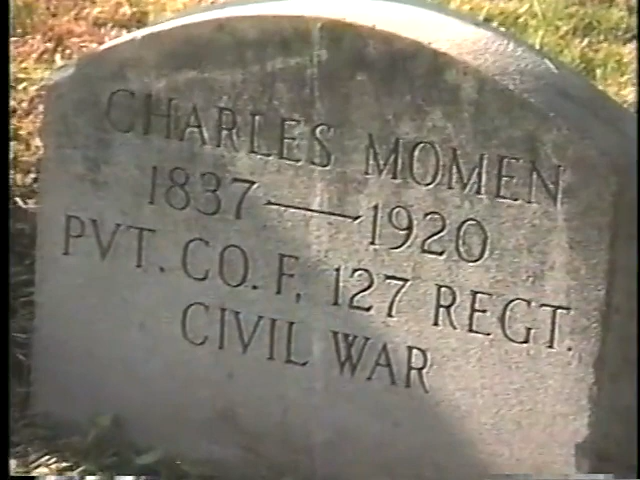 CHARLES MOMEN
1837—1920
PVT. CO. F, 127 REGT.
CIVIL WAR